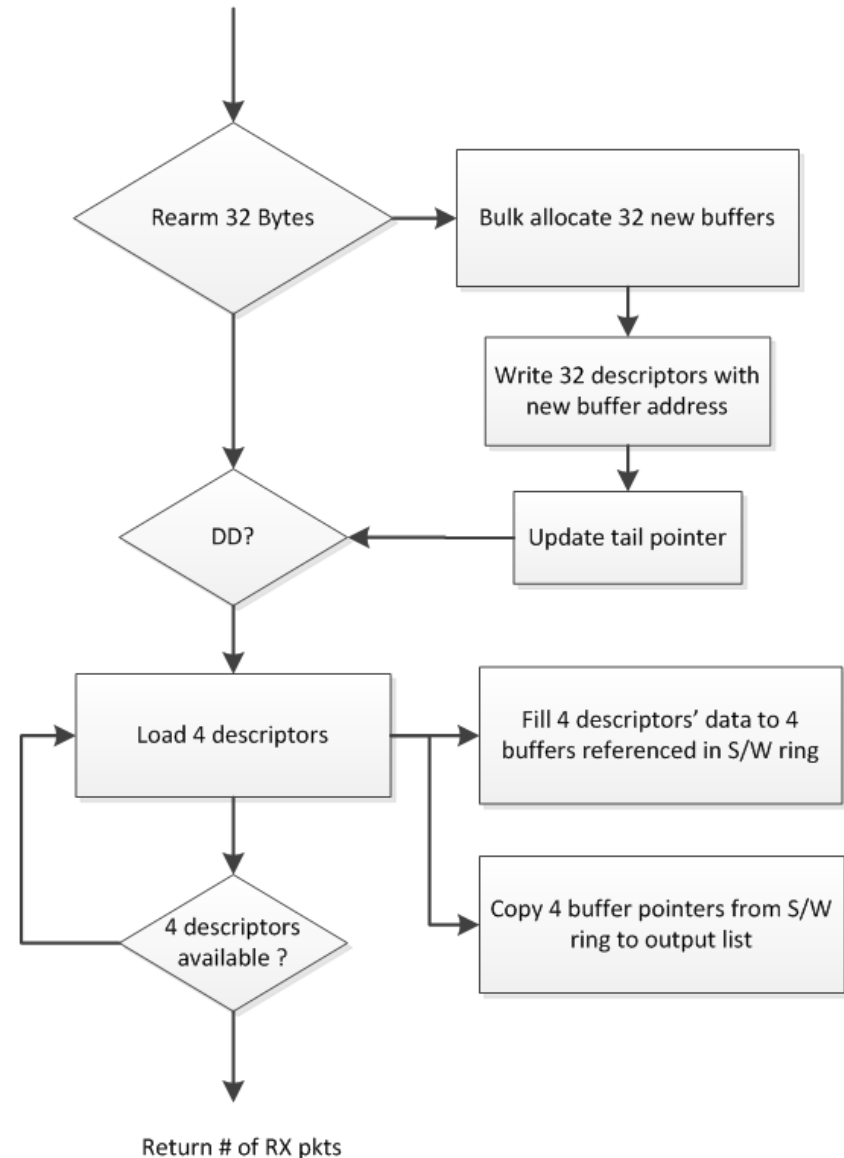 Rearm 32 Bytes
Bulk allocate 32 new buffers
Write 32 descriptors with
new buffer address
DD?
Update tail pointer
Load 4 descriptors
Fill 4 descriptors’ data to 4
buffers referenced in S/W ring
4 descriptors
available ?
Copy 4 buffer pointers from S/W
ring to output list
Return # of RX pkts